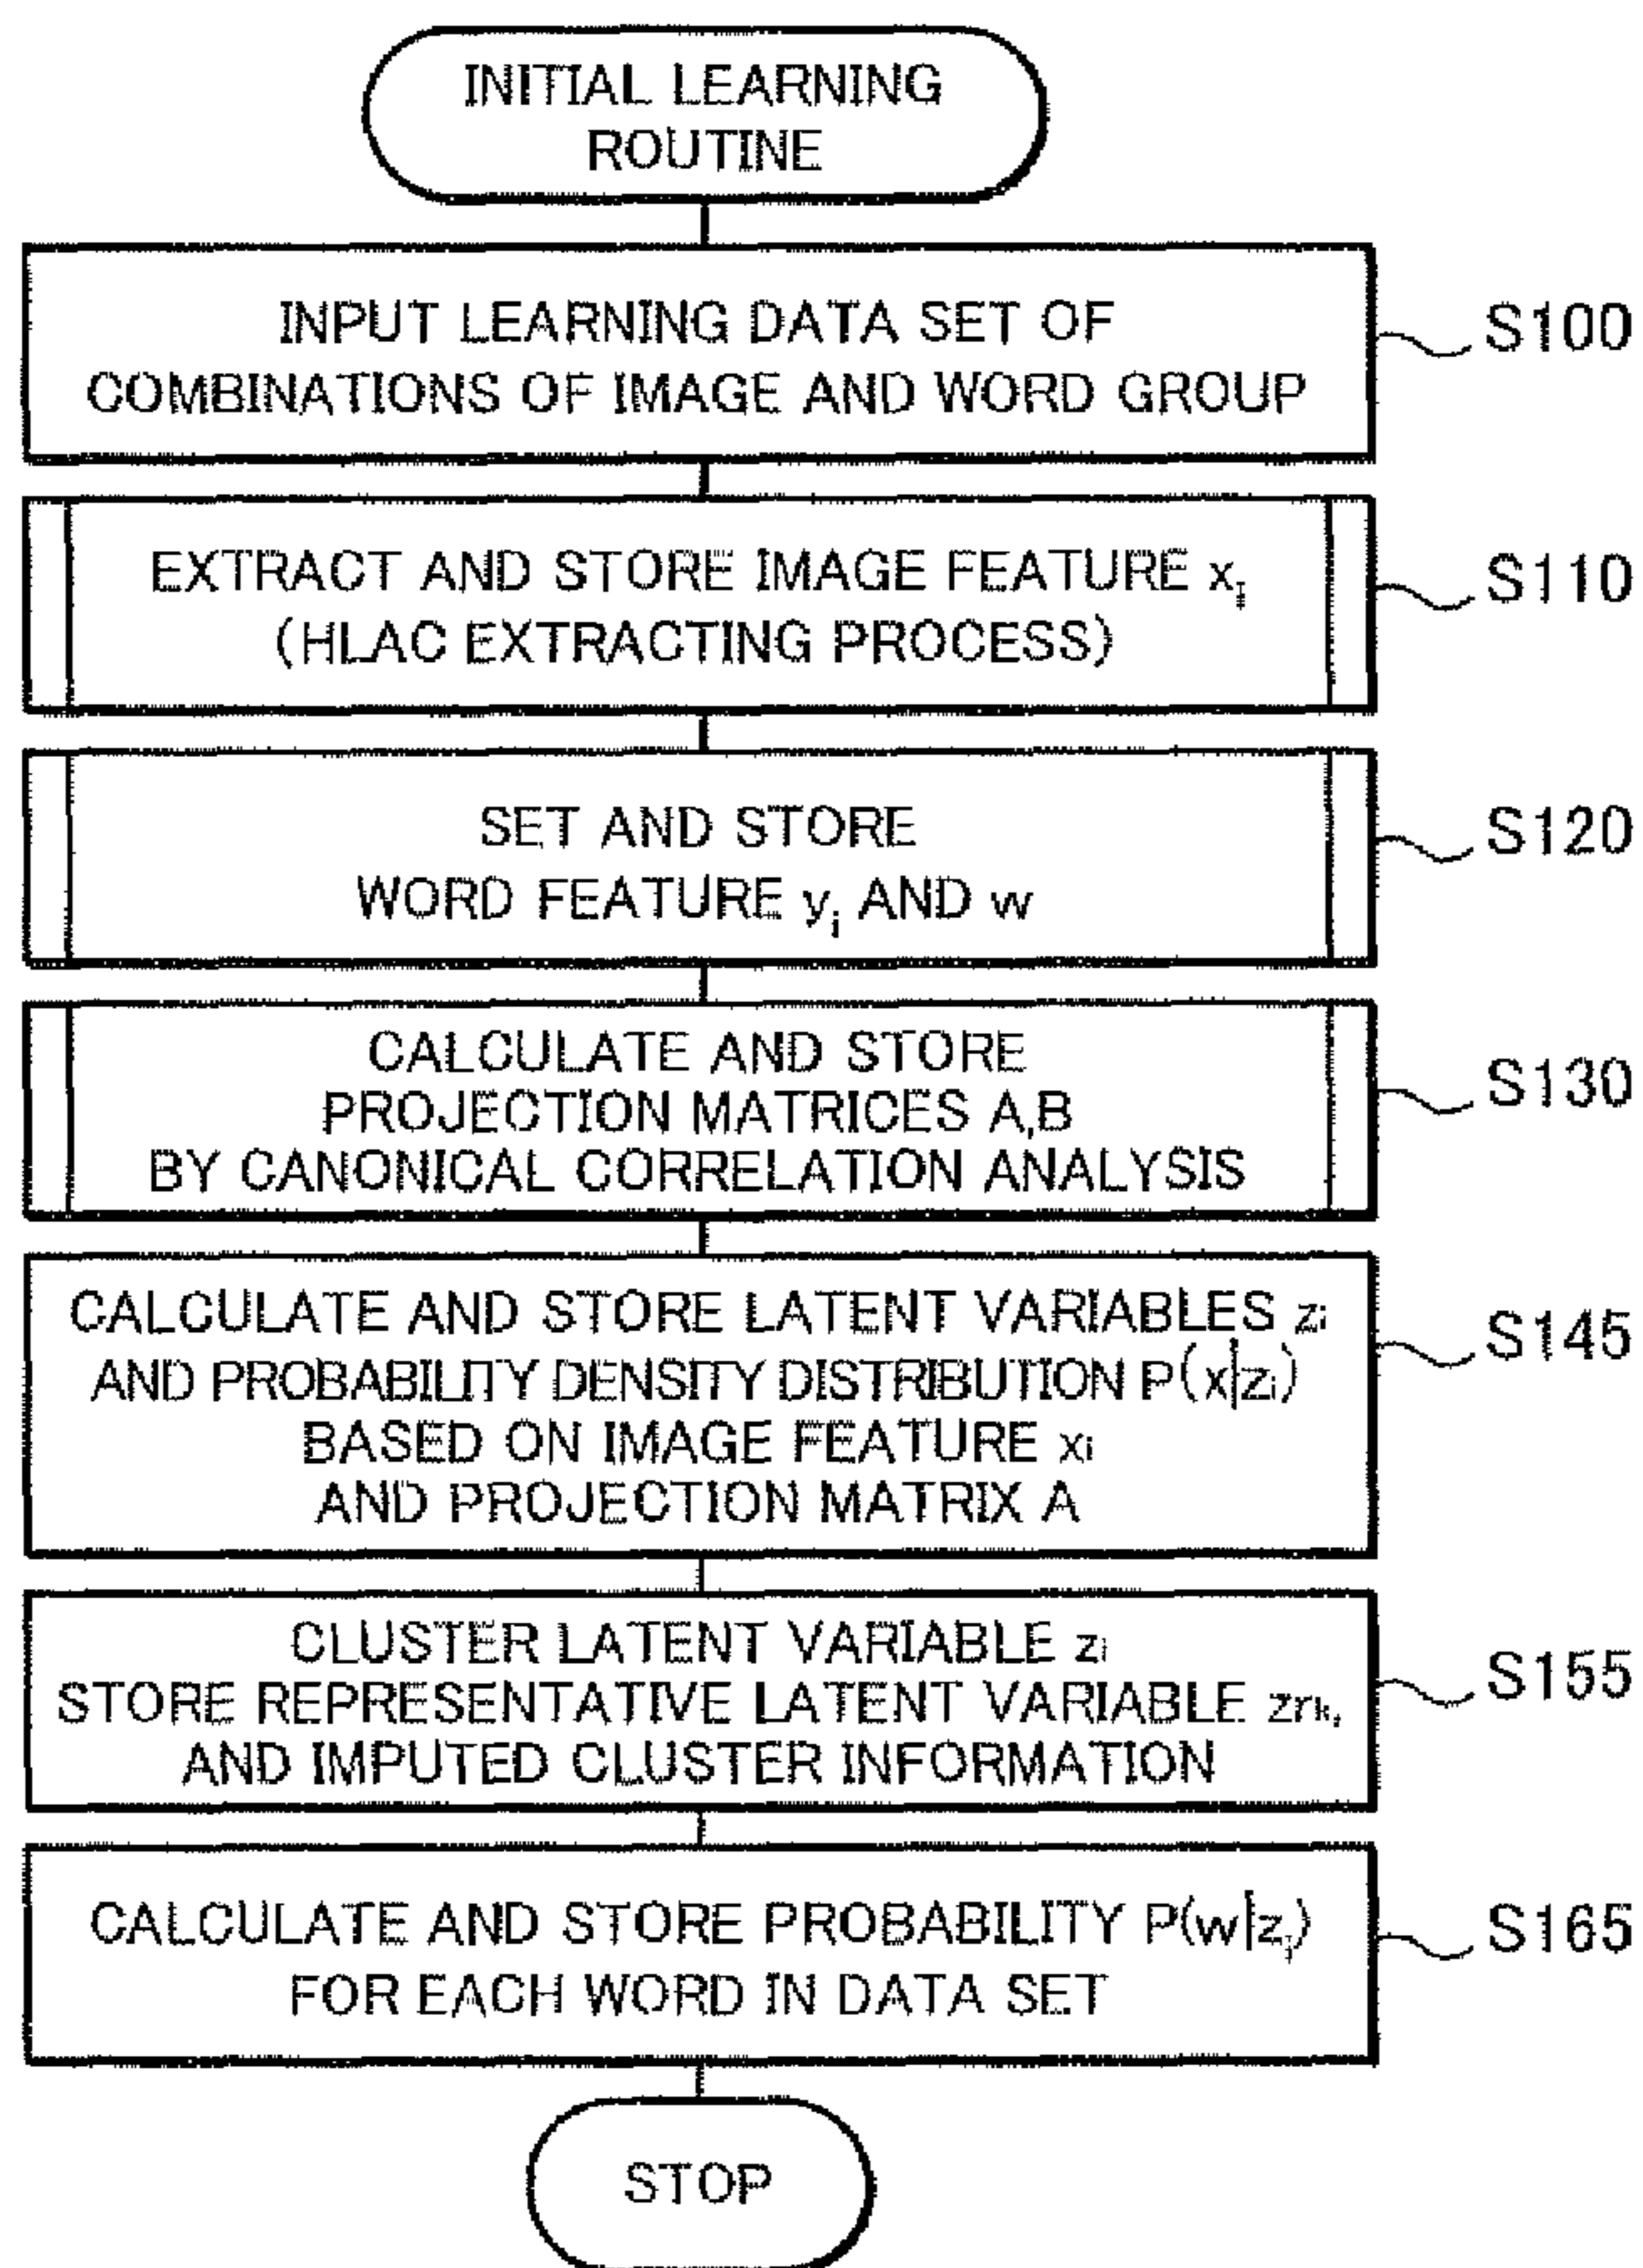 INITIAL LEARNING
ROUTINE
INPUT LEARNING DATA SET OF
COMBINATIONS OF IMAGE AND WORD GROUP
S100
EXTRACT AND STORE IMAGE FEATURE xᵢ
(HLAC EXTRACTING PROCESS)
S110
SET AND STORE
WORD FEATURE yᵢ AND w
S120
CALCULATE AND STORE
PROJECTION MATRICES A,B
BY CANONICAL CORRELATION ANALYSIS
S130
CALCULATE AND STORE LATENT VARIABLES zᵢ
AND PROBABILITY DENSITY DISTRIBUTION P(x|zᵢ)
BASED ON IMAGE FEATURE xᵢ
AND PROJECTION MATRIX A
S145
CLUSTER LATENT VARIABLE zᵢ
STORE REPRESENTATIVE LATENT VARIABLE zrₖ,
AND IMPUTED CLUSTER INFORMATION
S155
CALCULATE AND STORE PROBABILITY P(w|zᵢ)
FOR EACH WORD IN DATA SET
S165
STOP